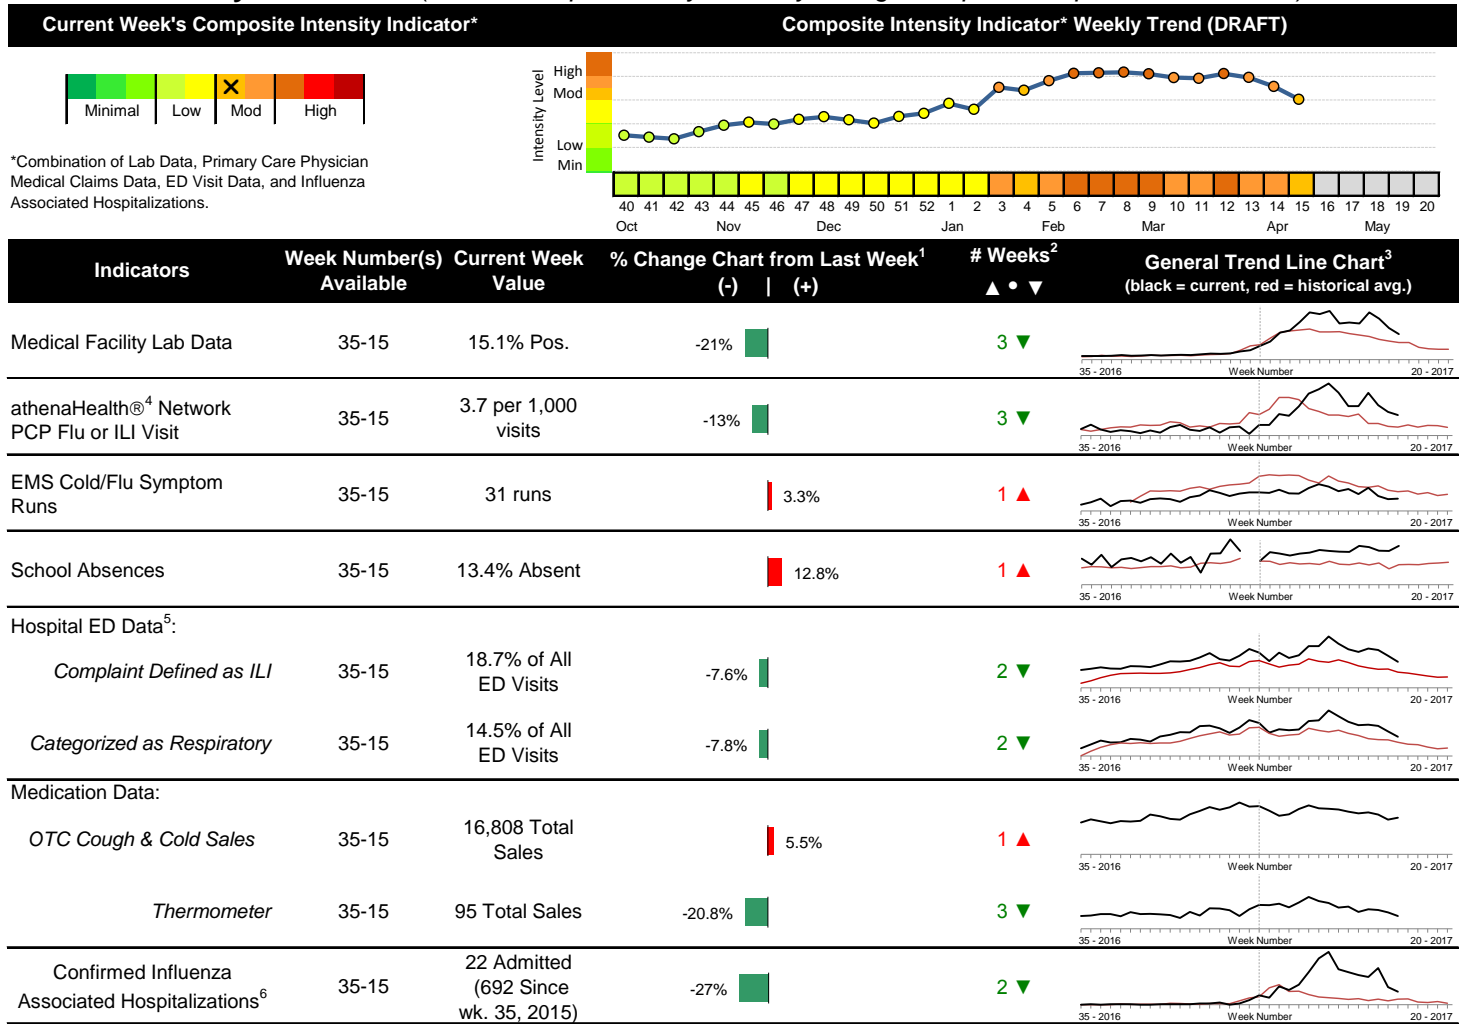 Current Week's Composite Intensity Indicator*
Composite Intensity Indicator* Weekly Trend (DRAFT)
Minimal Low Mod High
*Combination of Lab Data, Primary Care Physician
Medical Claims Data, ED Visit Data, and Influenza
Associated Hospitalizations.
Intensity Level
High
Mod
Low
Min
40 41 42 43 44 45 46 47 48 49 50 51 52 1 2 3 4 5 6 7 8 9 10 11 12 13 14 15 16 17 18 19 20
Oct Nov Dec Jan Feb Mar Apr May
Indicators
Week Number(s)
Available
Current Week
Value
% Change Chart from Last Week1
(-) | (+)
# Weeks2
▲ • ▼
General Trend Line Chart3
(black = current, red = historical avg.)
Medical Facility Lab Data 35-15 15.1% Pos. -21% 3 ▼
35 - 2016 Week Number 20 - 2017
athenaHealth®4 Network
PCP Flu or ILI Visit
35-15
3.7 per 1,000
visits
-13% 3 ▼
35 - 2016 Week Number 20 - 2017
EMS Cold/Flu Symptom
Runs
35-15 31 runs 3.3% 1 ▲
35 - 2016 Week Number 20 - 2017
School Absences 35-15 13.4% Absent 12.8% 1 ▲
35 - 2016 Week Number 20 - 2017
Hospital ED Data5:
Complaint Defined as ILI 35-15
18.7% of All
ED Visits
-7.6% 2 ▼
35 - 2016 Week Number 20 - 2017
Categorized as Respiratory 35-15
14.5% of All
ED Visits
-7.8% 2 ▼
35 - 2016 Week Number 20 - 2017
Medication Data:
OTC Cough & Cold Sales 35-15
16,808 Total
Sales
5.5% 1 ▲
35 - 2016 Week Number 20 - 2017
Thermometer 35-15 95 Total Sales -20.8% 3 ▼
35 - 2016 Week Number 20 - 2017
Confirmed Influenza
Associated Hospitalizations6
35-15
22 Admitted
(692 Since
wk. 35, 2015)
-27% 2 ▼
35 - 2016 Week Number 20 - 2017